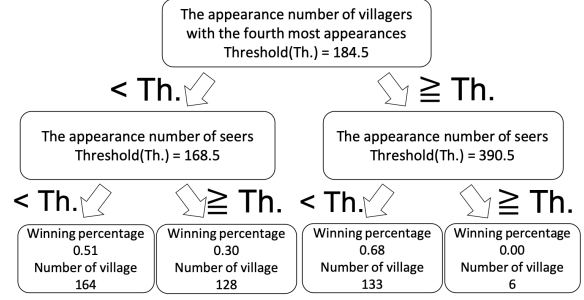 The appearance number of villagers
with the fourth most appearances
Threshold(Th.) = 184.5
< Th.
≧ Th.
The appearance number of seers
Threshold(Th.) = 168.5
The appearance number of seers
Threshold(Th.) = 390.5
< Th.
≧ Th.
< Th.
≧ Th.
Winning percentage
0.51
Number of village
164
Winning percentage
0.30
Number of village
128
Winning percentage
0.68
Number of village
133
Winning percentage
0.00
Number of village
6